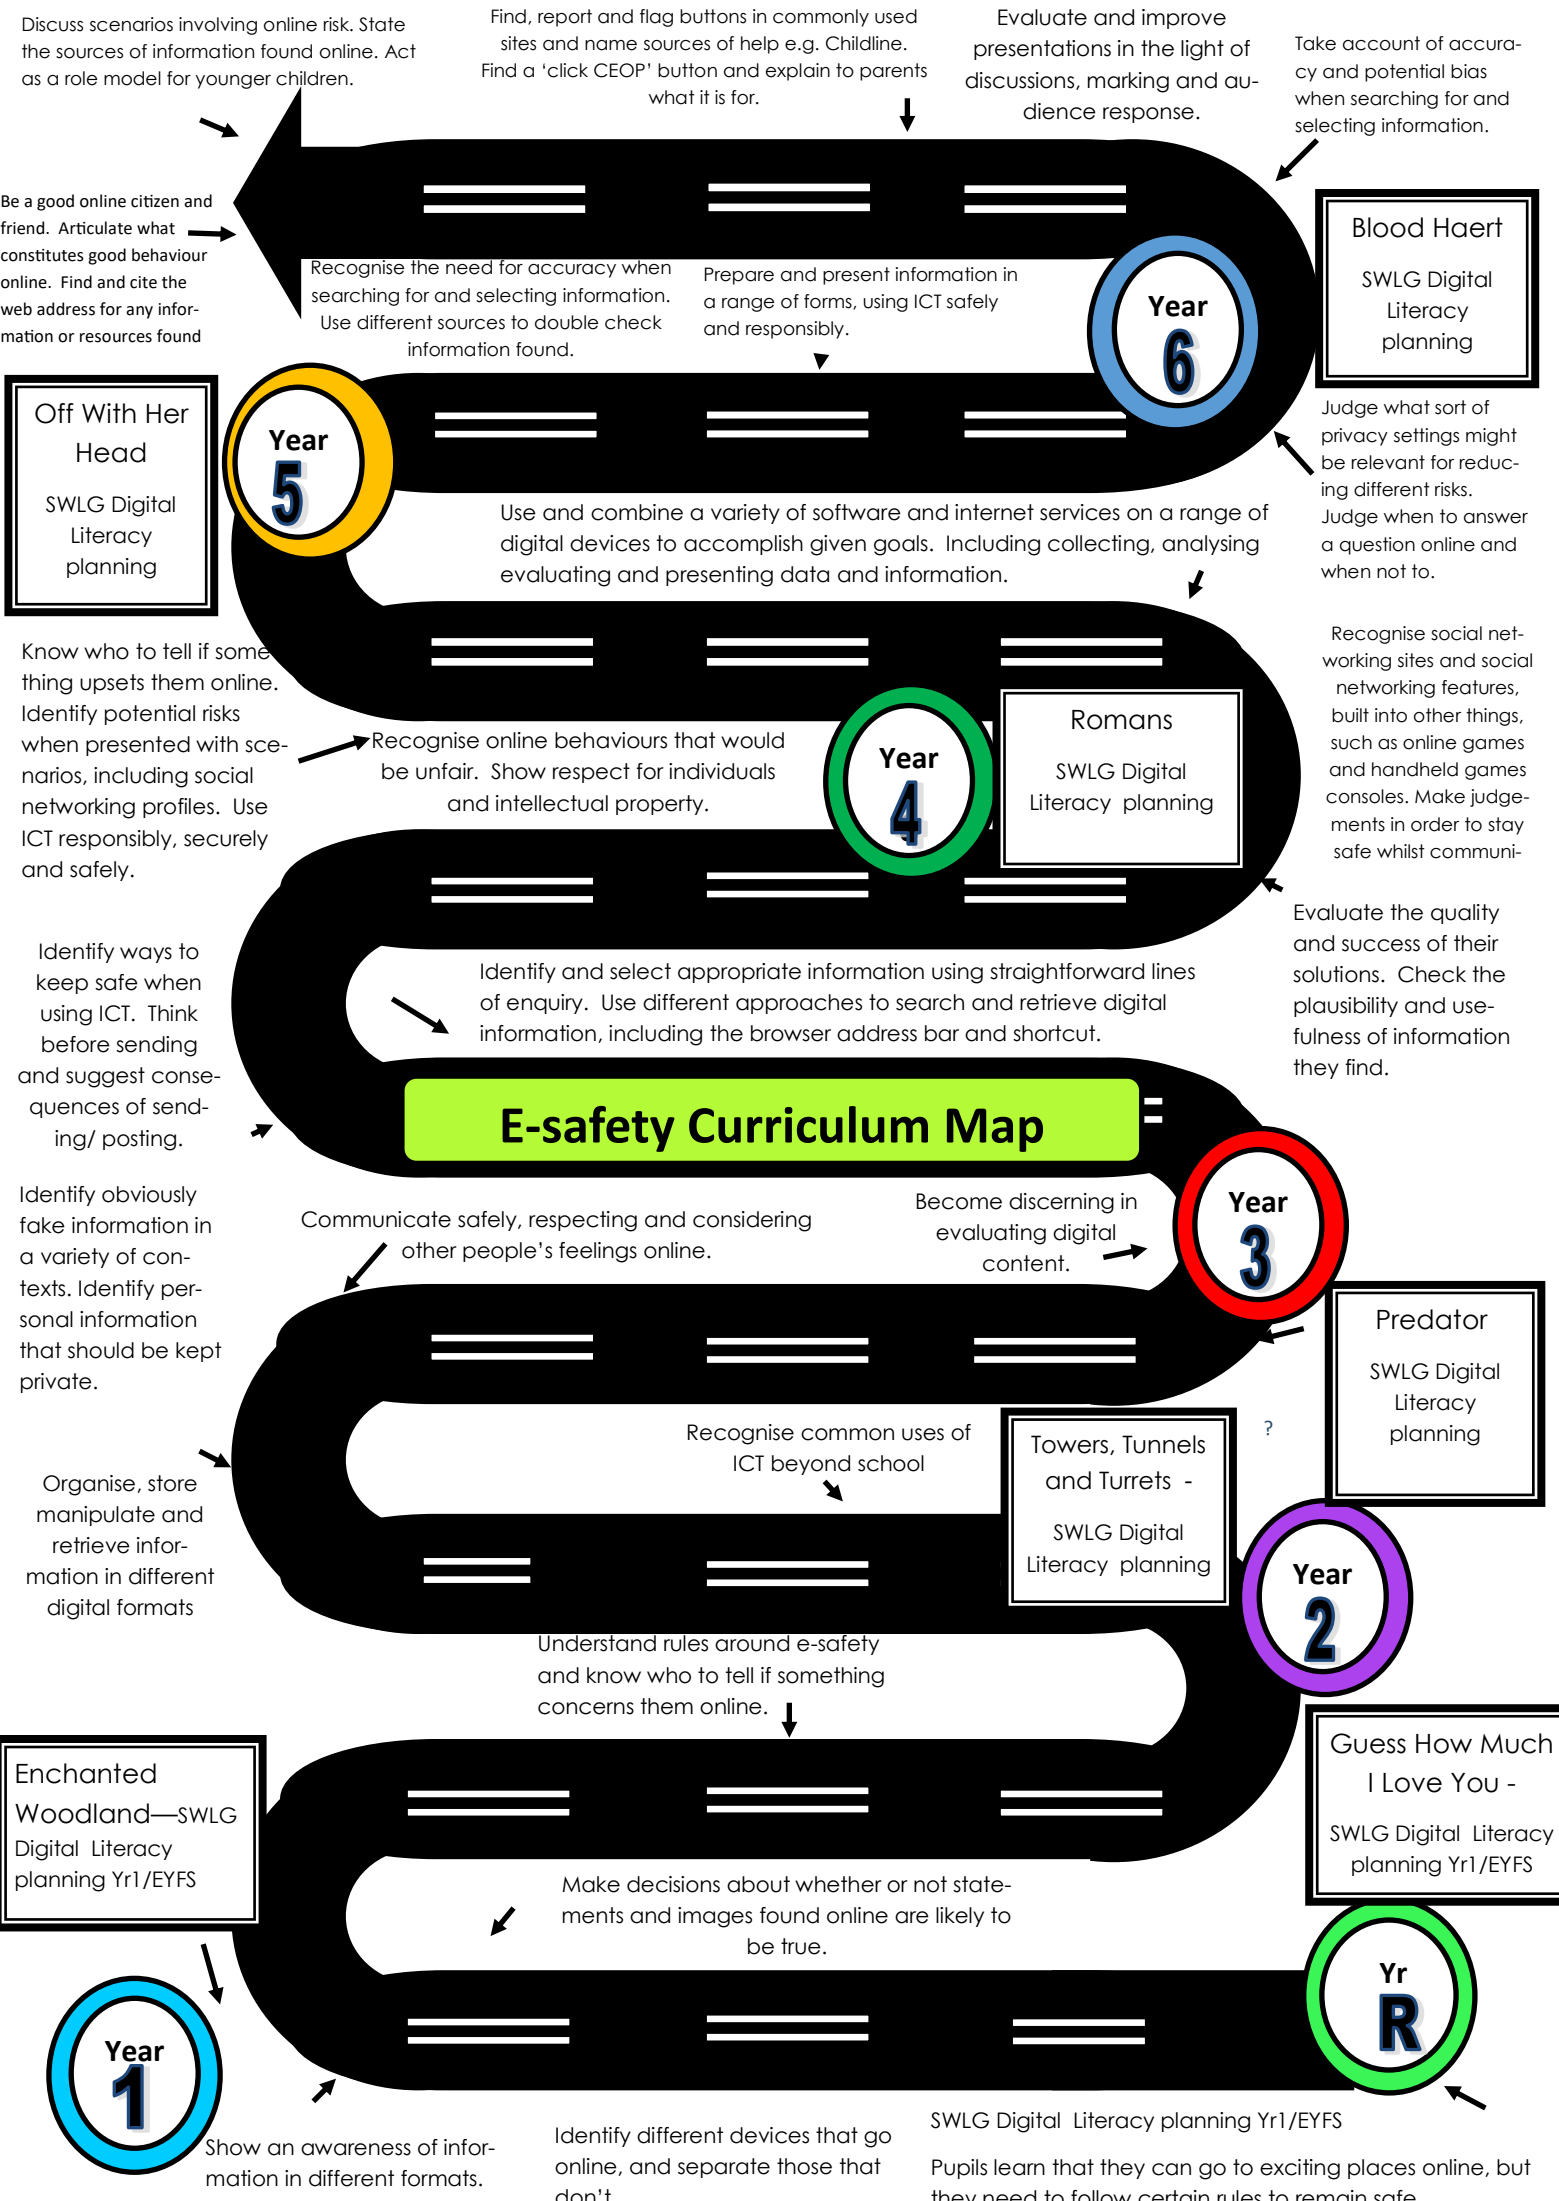 Discuss scenarios involving online risk. State
the sources of information found online. Act
as a role model for younger children.
Find, report and flag buttons in commonly used
sites and name sources of help e.g. Childline.
Find a ‘click CEOP’ button and explain to parents
what it is for.
Evaluate and improve
presentations in the light of
discussions, marking and au-
dience response.
Take account of accura-
cy and potential bias
when searching for and
selecting information.
Be a good online citizen and
friend.  Articulate what
constitutes good behaviour
online.  Find and cite the
web address for any infor-
mation or resources found
Recognise the need for accuracy when
searching for and selecting information.
Use different sources to double check
information found.
Prepare and present information in
a range of forms, using ICT safely
and responsibly.
Year
6
Blood Haert
SWLG Digital
Literacy
planning
Off With Her
Head
SWLG Digital
Literacy
planning
Year
5
Judge what sort of
privacy settings might
be relevant for reduc-
ing different risks.
Judge when to answer
a question online and
when not to.
Use and combine a variety of software and internet services on a range of
digital devices to accomplish given goals.  Including collecting, analysing
evaluating and presenting data and information.
Know who to tell if some-
thing upsets them online.
Identify potential risks
when presented with sce-
narios, including social
networking profiles.  Use
ICT responsibly, securely
and safely.
Recognise online behaviours that would
be unfair.  Show respect for individuals
and intellectual property.
Year
4
Romans
SWLG Digital
Literacy  planning
Recognise social net-
working sites and social
networking features,
built into other things,
such as online games
and handheld games
consoles. Make judge-
ments in order to stay
safe whilst communi-
Evaluate the quality
and success of their
solutions.  Check the
plausibility and use-
fulness of information
they find.
Identify ways to
keep safe when
using ICT.  Think
before sending
and suggest conse-
quences of send-
ing/ posting.
Identify and select appropriate information using straightforward lines
of enquiry.  Use different approaches to search and retrieve digital
information, including the browser address bar and shortcut.
E-safety Curriculum Map
Identify obviously
fake information in
a variety of con-
texts. Identify per-
sonal information
that should be kept
private.
Communicate safely, respecting and considering
other people’s feelings online.
Become discerning in
evaluating digital
content.
Year
3
Predator
SWLG Digital
Literacy
planning
Organise, store
manipulate and
retrieve infor-
mation in different
digital formats
Recognise common uses of
ICT beyond school
Towers, Tunnels
and Turrets  -
SWLG Digital
Literacy  planning
?
Year
2
Understand rules around e-safety
and know who to tell if something
concerns them online.
Enchanted
Woodland—SWLG
Digital  Literacy
planning Yr1/EYFS
Guess How Much
I Love You -
SWLG Digital  Literacy
planning Yr1/EYFS
Make decisions about whether or not state-
ments and images found online are likely to
be true.
Yr
R
Year
1
Show an awareness of infor-
mation in different formats.
Identify different devices that go
online, and separate those that
don’t
SWLG Digital  Literacy planning Yr1/EYFS
Pupils learn that they can go to exciting places online, but
they need to follow certain rules to remain safe